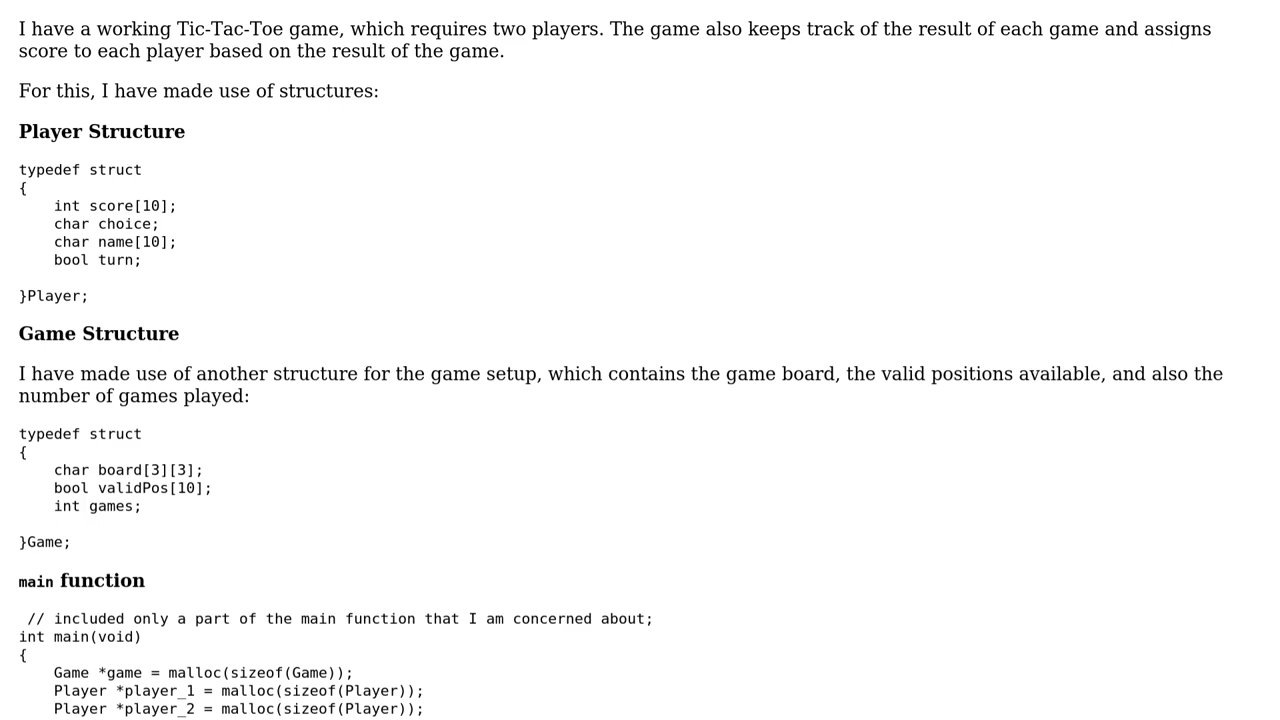 I have a working Tic-Tac-Toe game, which requires two players. The game also keeps track of the result of each game and assigns
score to each player based on the result of the game.
For this, I have made use of structures:
Player Structure
typedef struct
{
    int score[10];
    char choice;
    char name[10];
    bool turn;
}Player;
Game Structure
I have made use of another structure for the game setup, which contains the game board, the valid positions available, and also the
number of games played:
typedef struct
{
    char board[3][3];
    bool validPos[10];
    int games;
}Game;
main function
 // included only a part of the main function that I am concerned about;
int main(void)
{
    Game *game = malloc(sizeof(Game));
    Player *player_1 = malloc(sizeof(Player));
    Player *player_2 = malloc(sizeof(Player));